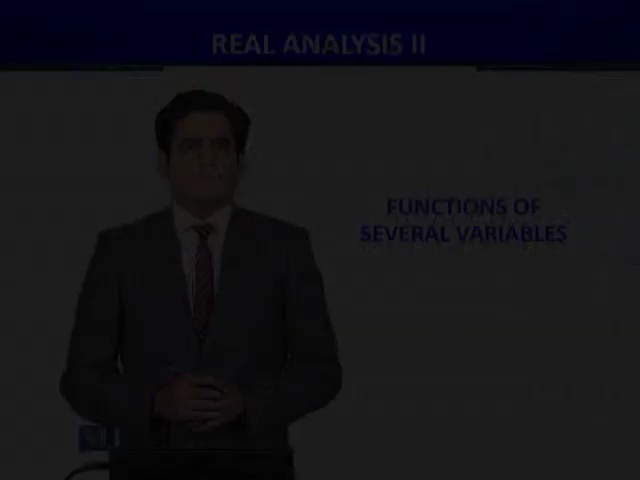 REAL ANALYSIS II
FUNCTIONS OF
SEVERAL VARIABLES